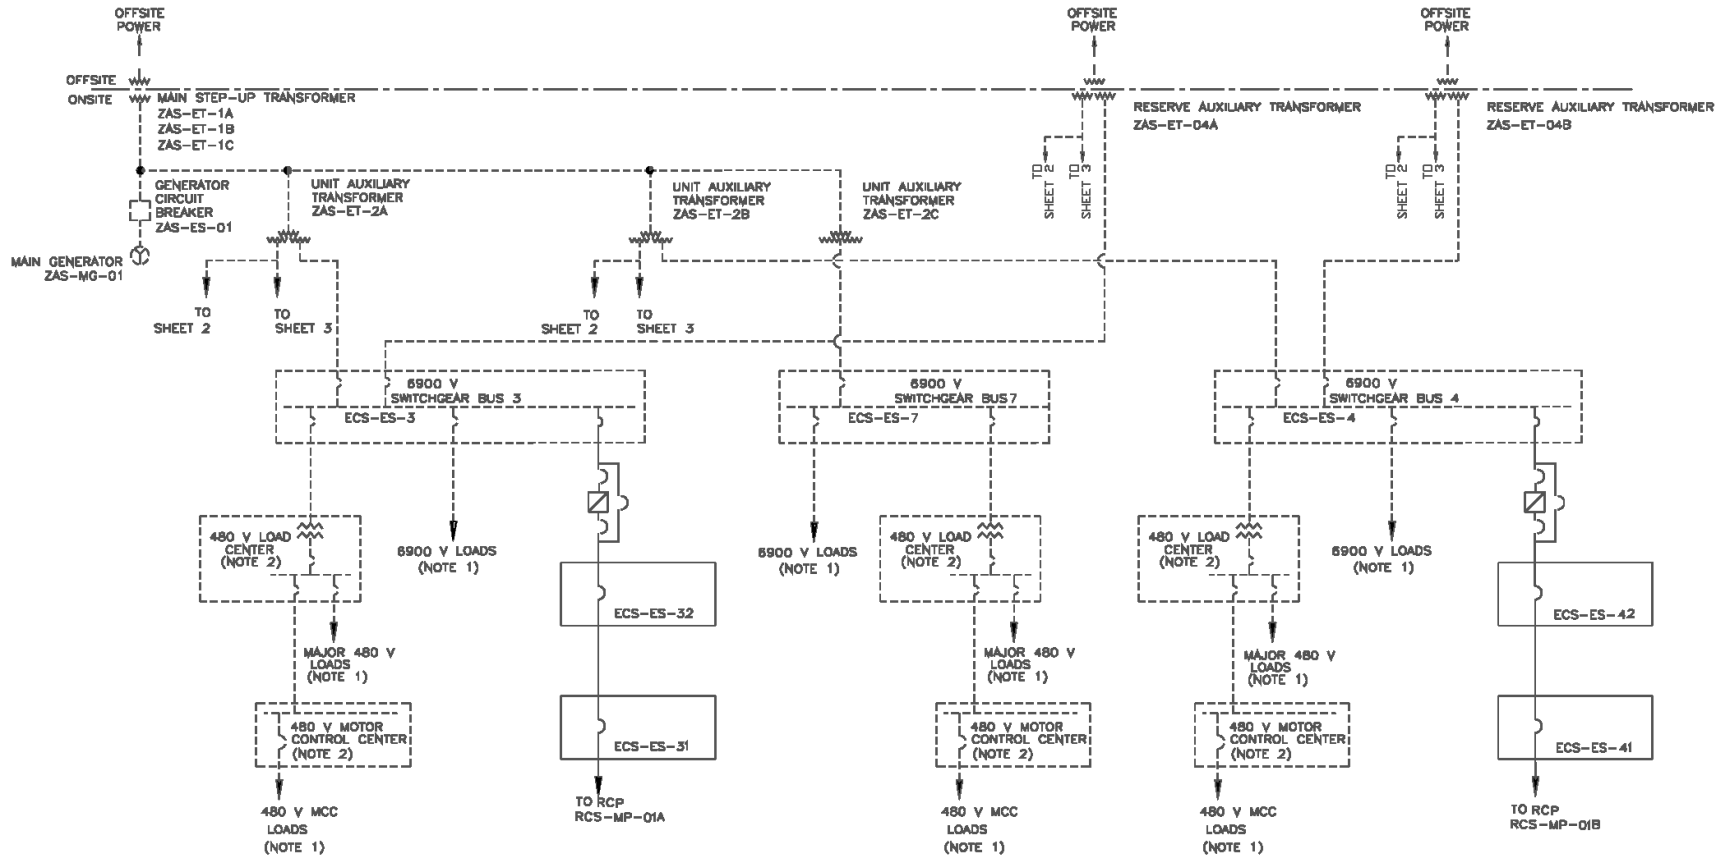 OFFSITE
POWER
OFFSITE
POWER
OFFSITE
POWER
OFFSITE
ONSITE
MAIN STEP-UP TRANSFORMER
ZAS-ET-1A
ZAS-ET-1B
ZAS-ET-1C
RESERVE AUXILIARY TRANSFORMER
ZAS-ET-04A
RESERVE AUXILIARY TRANSFORMER
ZAS-ET-04B
TO
SHEET 2
TO
SHEET 3
TO
SHEET 2
TO
SHEET 3
GENERATOR
CIRCUIT
BREAKER
ZAS-ES-01
UNIT AUXILIARY
TRANSFORMER
ZAS-ET-2A
UNIT AUXILIARY
TRANSFORMER
ZAS-ET-2B
UNIT AUXILIARY
TRANSFORMER
ZAS-ET-2C
MAIN GENERATOR
ZAS-MG-01
TO
SHEET 2
TO
SHEET 3
TO
SHEET 2
TO
SHEET 3
6900 V
SWITCHGEAR BUS 3
ECS-ES-3
6900 V
SWITCHGEAR BUS 7
ECS-ES-7
6900 V
SWITCHGEAR BUS 4
ECS-ES-4
480 V LOAD
CENTER
(NOTE 2)
6900 V LOADS
(NOTE 1)
6900 V LOADS
(NOTE 1)
480 V LOAD
CENTER
(NOTE 2)
480 V LOAD
CENTER
(NOTE 2)
6900 V LOADS
(NOTE 1)
ECS-ES-32
ECS-ES-42
MAJOR 480 V
LOADS
(NOTE 1)
MAJOR 480 V
LOADS
(NOTE 1)
MAJOR 480 V
LOADS
(NOTE 1)
480 V MOTOR
CONTROL CENTER
(NOTE 2)
ECS-ES-31
480 V MOTOR
CONTROL CENTER
(NOTE 2)
480 V MOTOR
CONTROL CENTER
(NOTE 2)
ECS-ES-41
480 V MCC
LOADS
(NOTE 1)
TO RCP
RCS-MP-01A
480 V MCC
LOADS
(NOTE 1)
480 V MCC
LOADS
(NOTE 1)
TO RCP
RCS-MP-01B